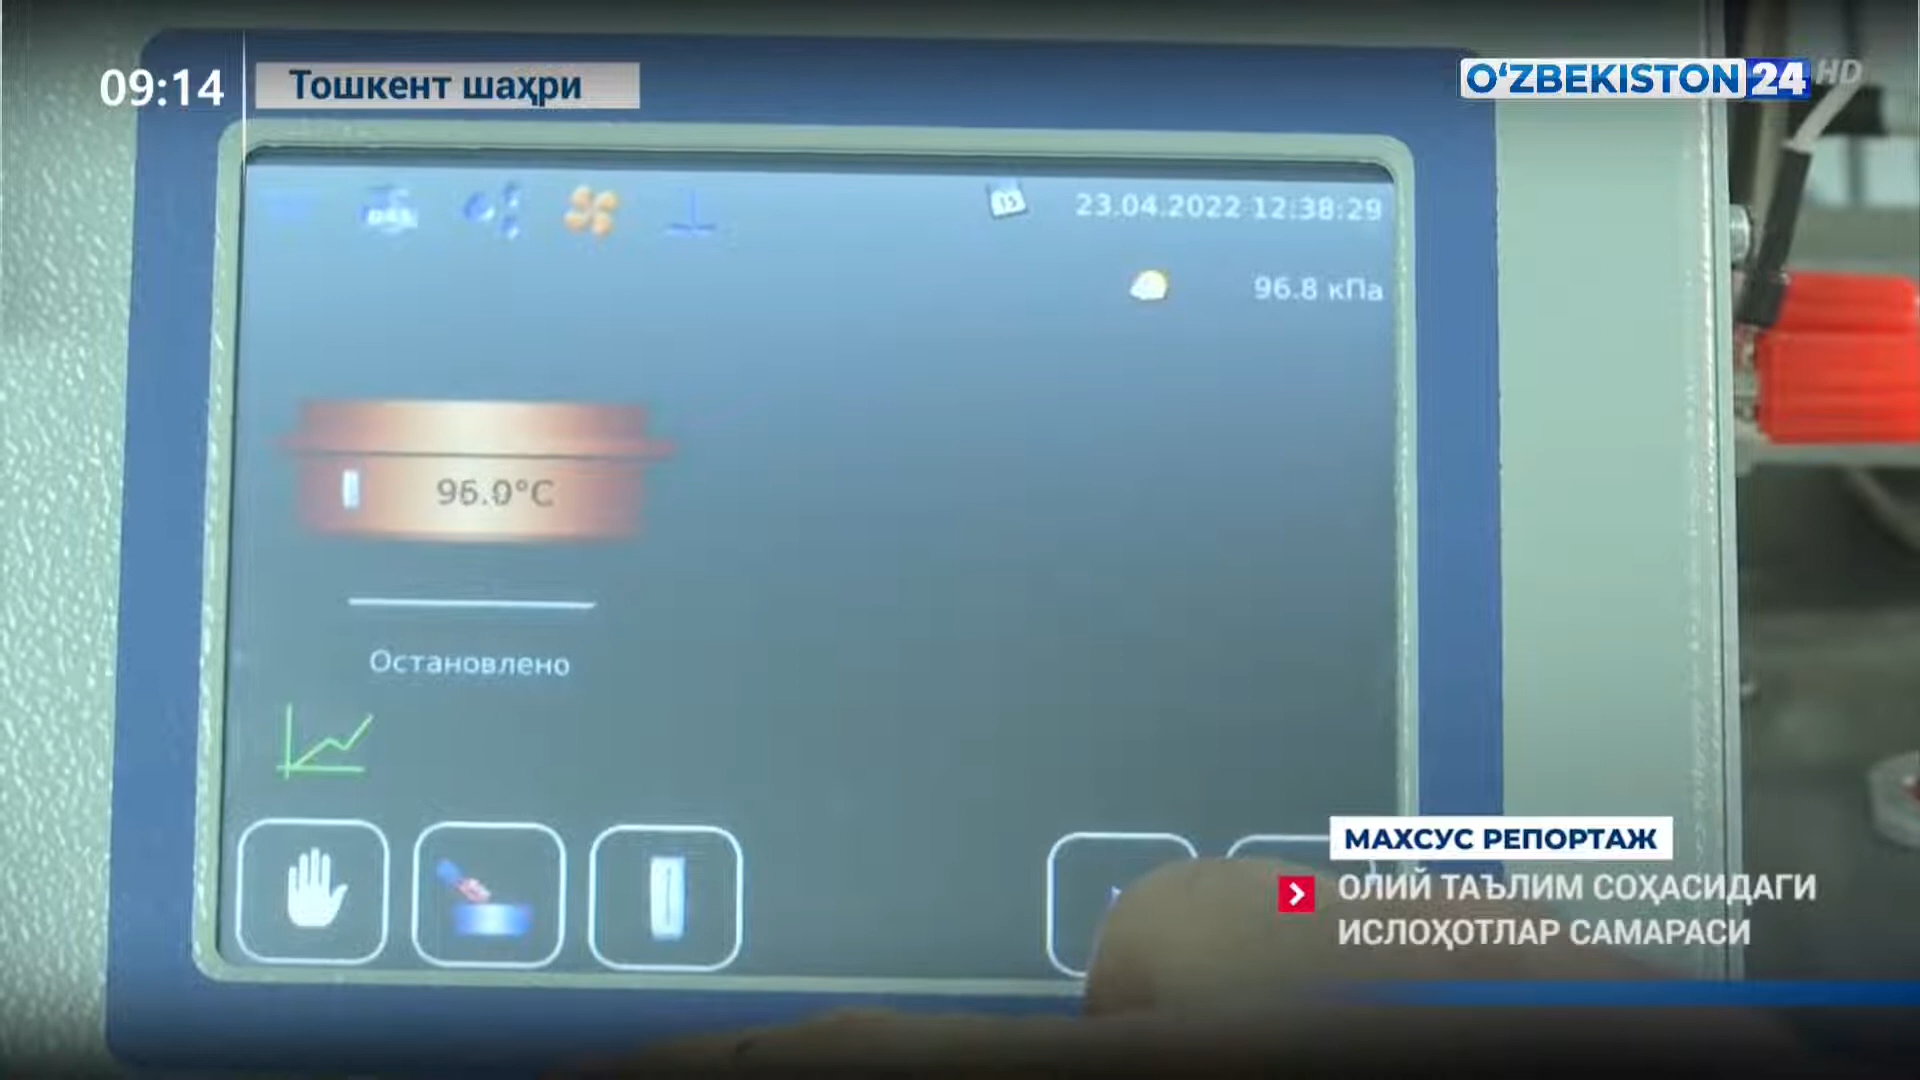 09:14
Тошкент шаҳри
O‘ZBEKISTON 24 HD
23.04.2022 12:38:29
96.8 кПа
96.0°C
Остановлено
МАХСУС РЕПОРТАЖ
ОЛИЙ ТАЪЛИМ СОҲАСИДАГИ
ИСЛОҲОТЛАР САМАРАСИ